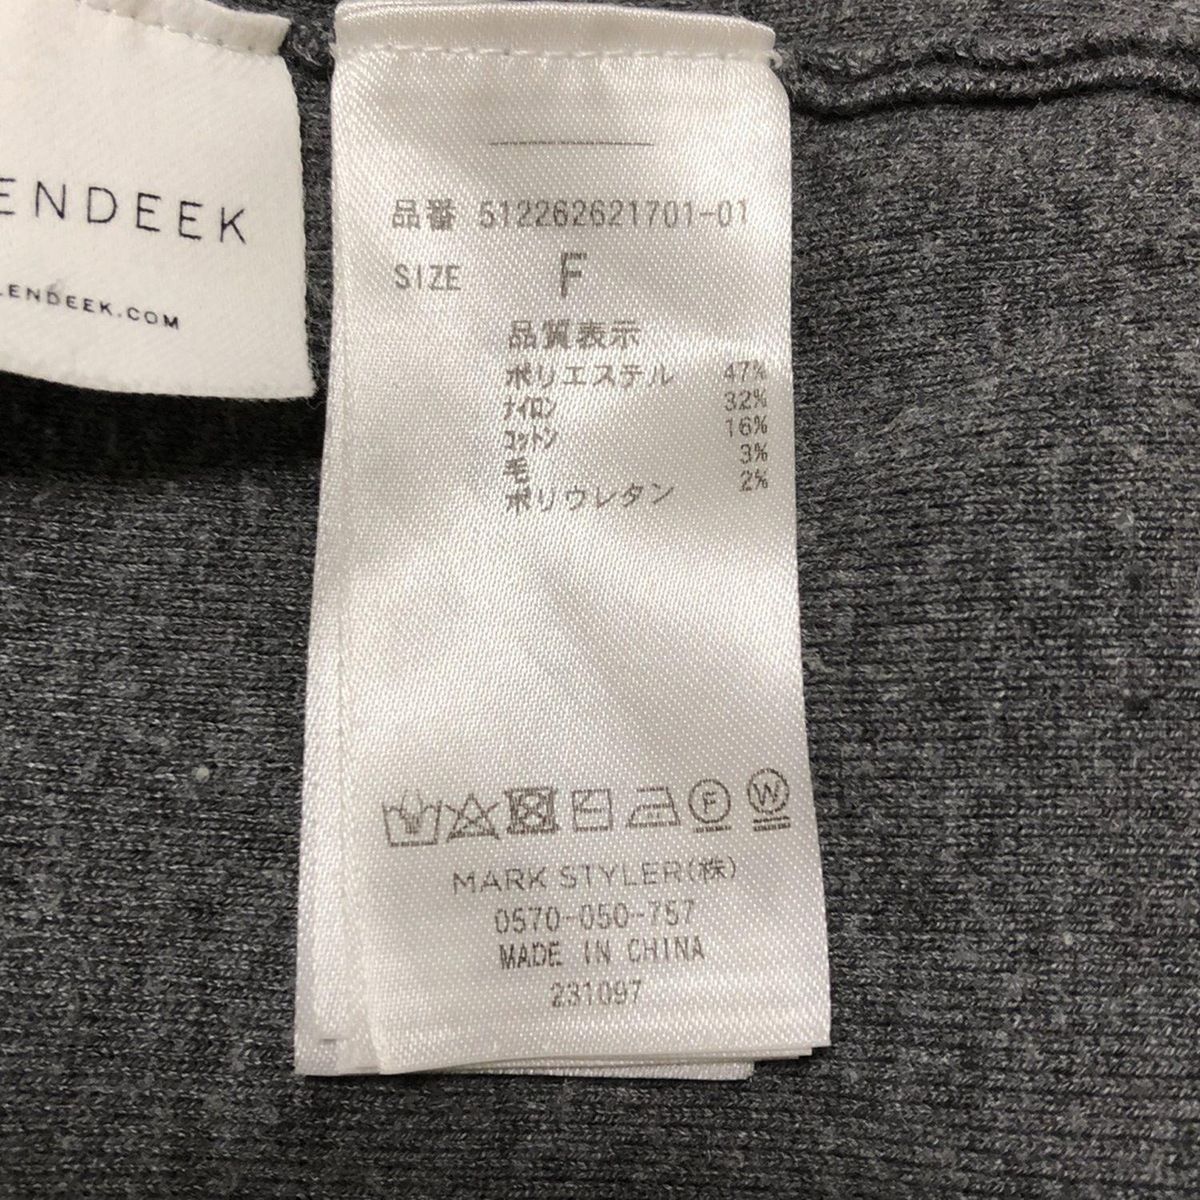 ENDEEK
LENDEEK.COM
品番 512262621701-01
SIZE F
品質表示
ポリエステル 47%
ナイロン 32%
コットン 16%
毛 3%
ポリウレタン 2%
F W
MARK STYLER(株)
0570-050-757
MADE IN CHINA
231097